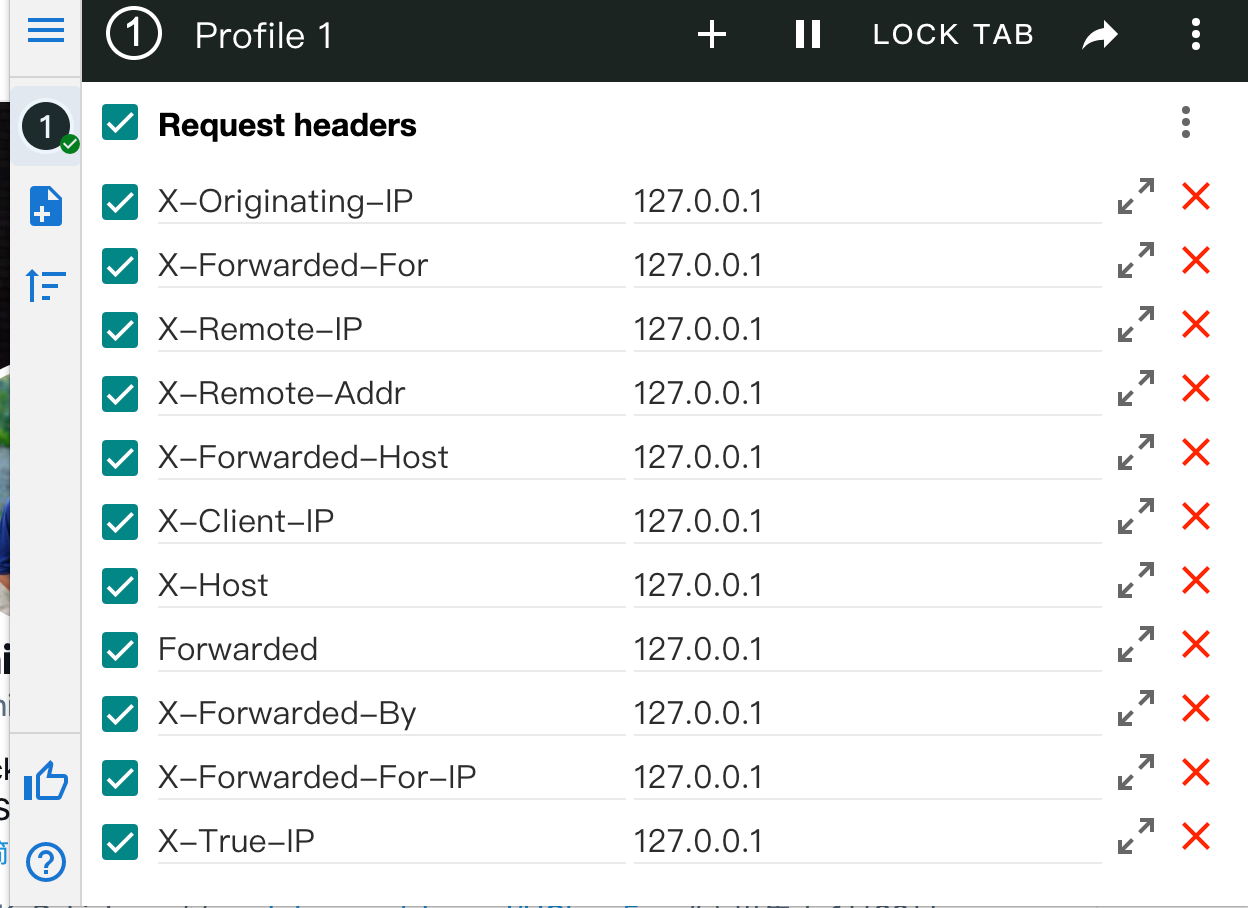 1 Profile 1 LOCK TAB
1 Request headers
X-Originating-IP 127.0.0.1
X-Forwarded-For 127.0.0.1
X-Remote-IP 127.0.0.1
X-Remote-Addr 127.0.0.1
X-Forwarded-Host 127.0.0.1
X-Client-IP 127.0.0.1
X-Host 127.0.0.1
Forwarded 127.0.0.1
X-Forwarded-By 127.0.0.1
X-Forwarded-For-IP 127.0.0.1
X-True-IP 127.0.0.1